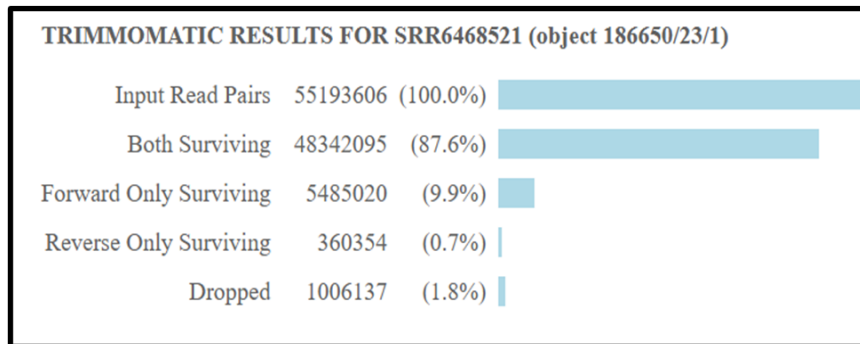 TRIMMOMATIC RESULTS FOR SRR6468521 (object 186650/23/1)
Input Read Pairs 55193606 (100.0%)
Both Surviving 48342095 (87.6%)
Forward Only Surviving 5485020 (9.9%)
Reverse Only Surviving 360354 (0.7%)
Dropped 1006137 (1.8%)